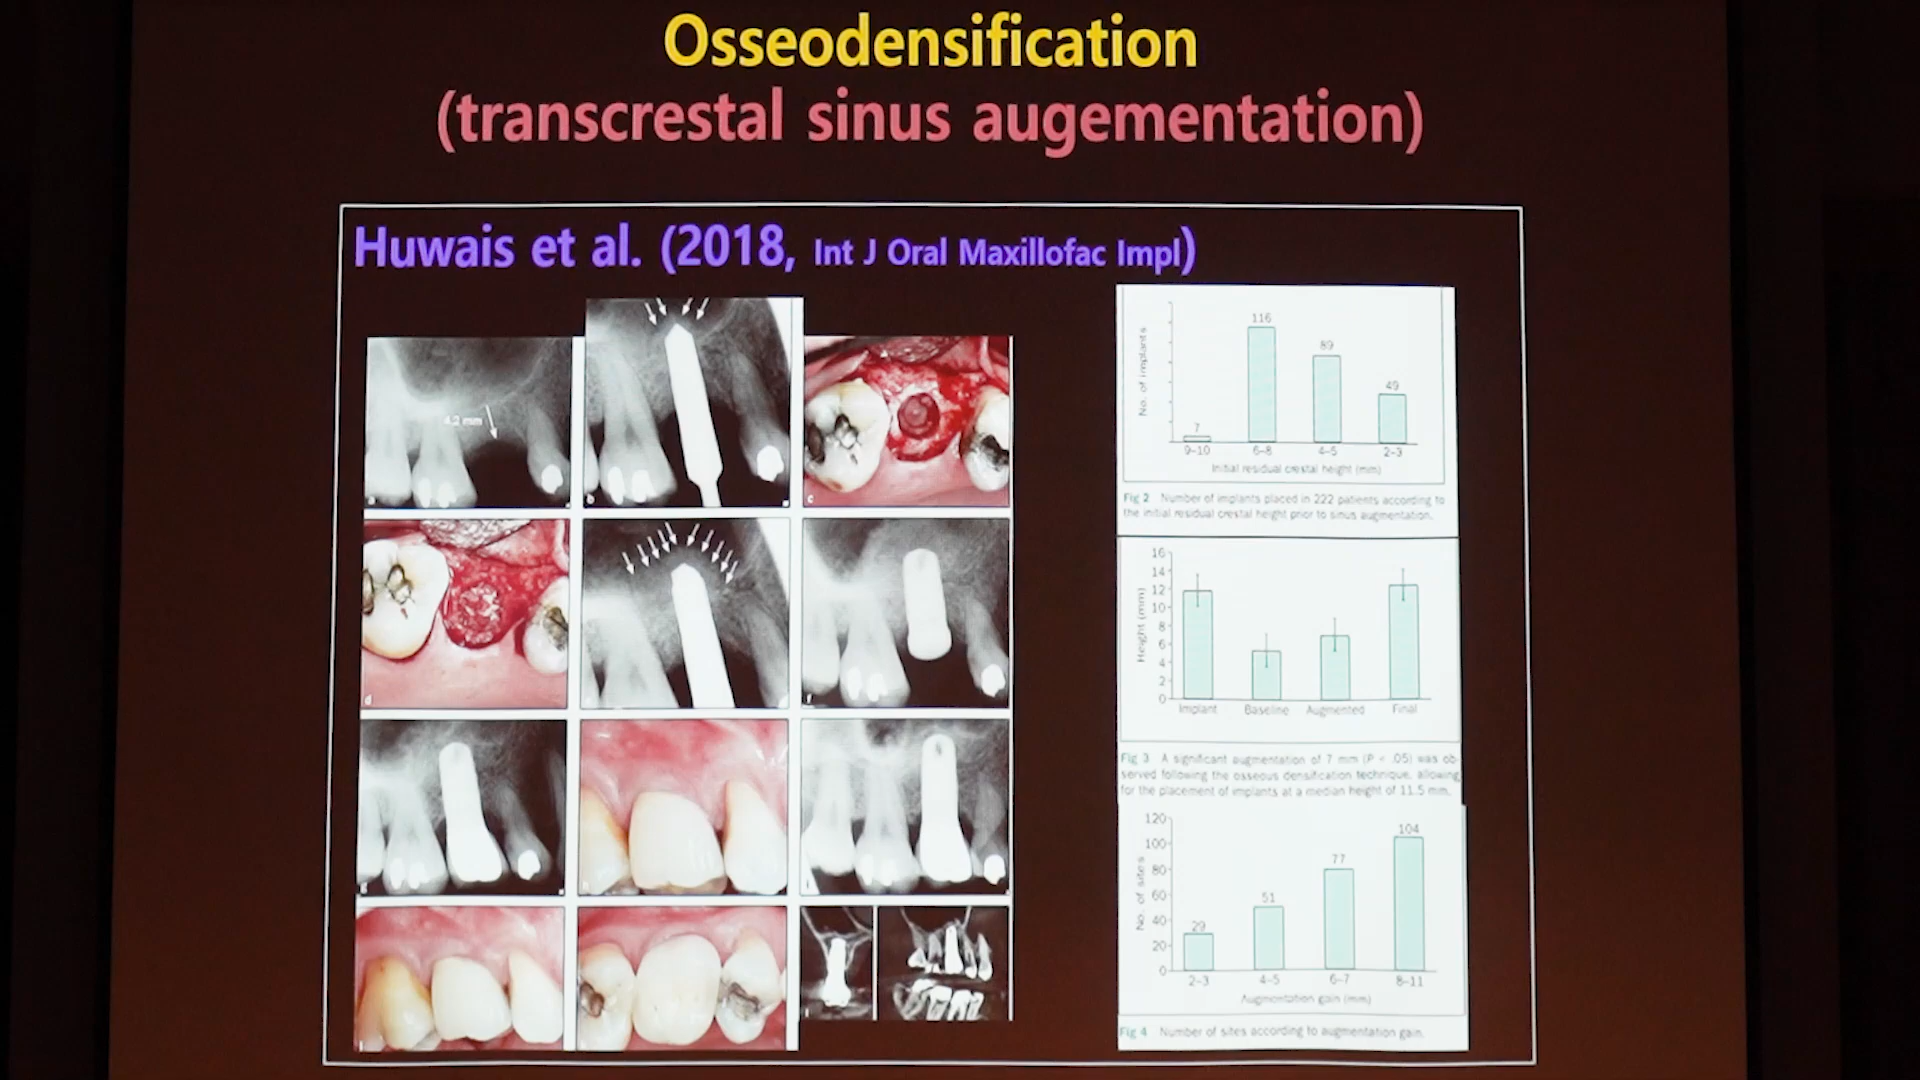 Osseodensification
(transcrestal sinus augementation)
Huwais et al. (2018, Int J Oral Maxillofac Impl)
4.2 mm
a
b
c
d
f
No. of implants
7
116
89
49
9–10
6–8
4–5
2–3
Initial residual crestal height (mm)
Fig 2 Number of implants placed in 222 patients according to
the initial residual crestal height prior to sinus augmentation.
Height (mm)
16
14
12
10
8
6
4
2
0
Implant
Baseline
Augmented
Final
Fig 3 A significant augmentation of 7 mm (P < .05) was ob-
served following the osseous densification technique, allowing
for the placement of implants at a median height of 11.5 mm.
No. of sites
120
100
80
60
40
20
0
29
51
77
104
2–3
4–5
6–7
8–11
Augmentation gain (mm)
Fig 4 Number of sites according to augmentation gain.